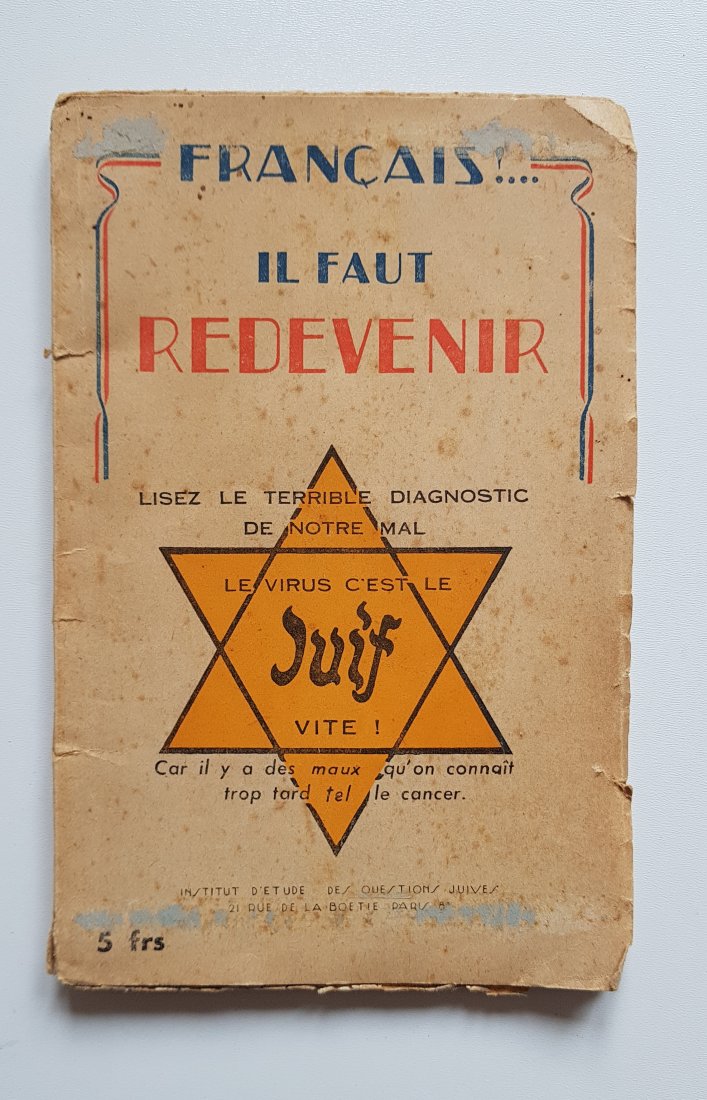 FRANÇAIS !....
IL FAUT
REDEVENIR
LISEZ LE TERRIBLE DIAGNOSTIC
DE NOTRE MAL
LE VIRUS C'EST LE
Juif
VITE !
Car il y a des maux qu'on connaît
trop tard tel le cancer.
INSTITUT D'ETUDE DES QUESTIONS JUIVES
21 RUE DE LA BOETIE PARIS 8e
5 frs